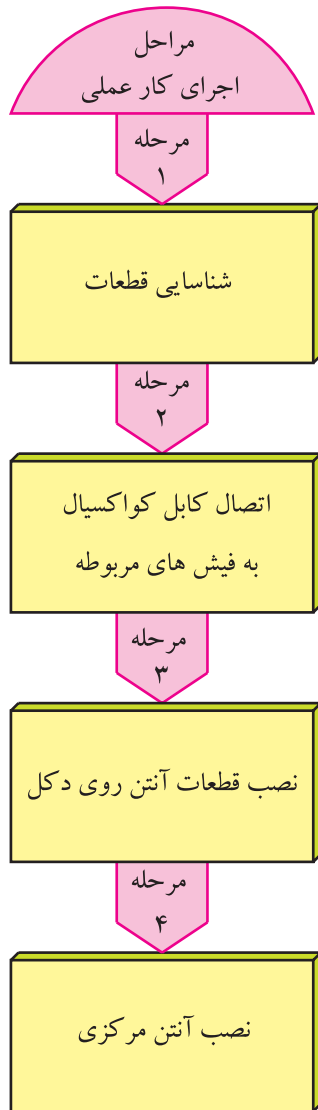 مراحل
اجرای کار عملی
مرحله
۱
شناسایی قطعات
مرحله
۲
اتصال کابل کواکسیال
به فیش های مربوطه
مرحله
۳
نصب قطعات آنتن روی دکل
مرحله
۴
نصب آنتن مرکزی